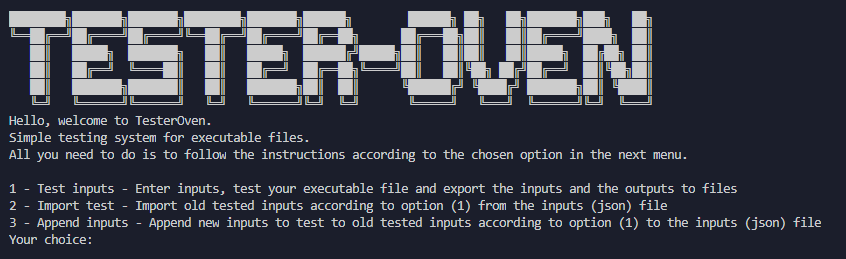 TESTER-OVEN
Hello, welcome to TesterOven.
Simple testing system for executable files.
All you need to do is to follow the instructions according to the chosen option in the next menu.
1 - Test inputs - Enter inputs, test your executable file and export the inputs and the outputs to files
2 - Import test - Import old tested inputs according to option (1) from the inputs (json) file
3 - Append inputs - Append new inputs to test to old tested inputs according to option (1) to the inputs (json) file
Your choice: